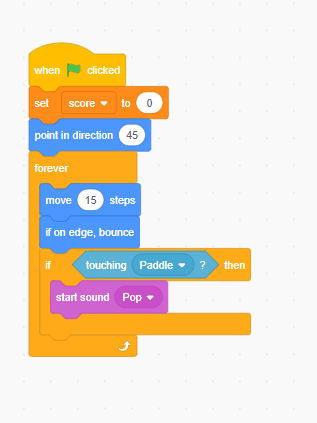 when clicked
set score to 0
point in direction 45
forever
move 15 steps
if on edge, bounce
if touching Paddle ? then
start sound Pop